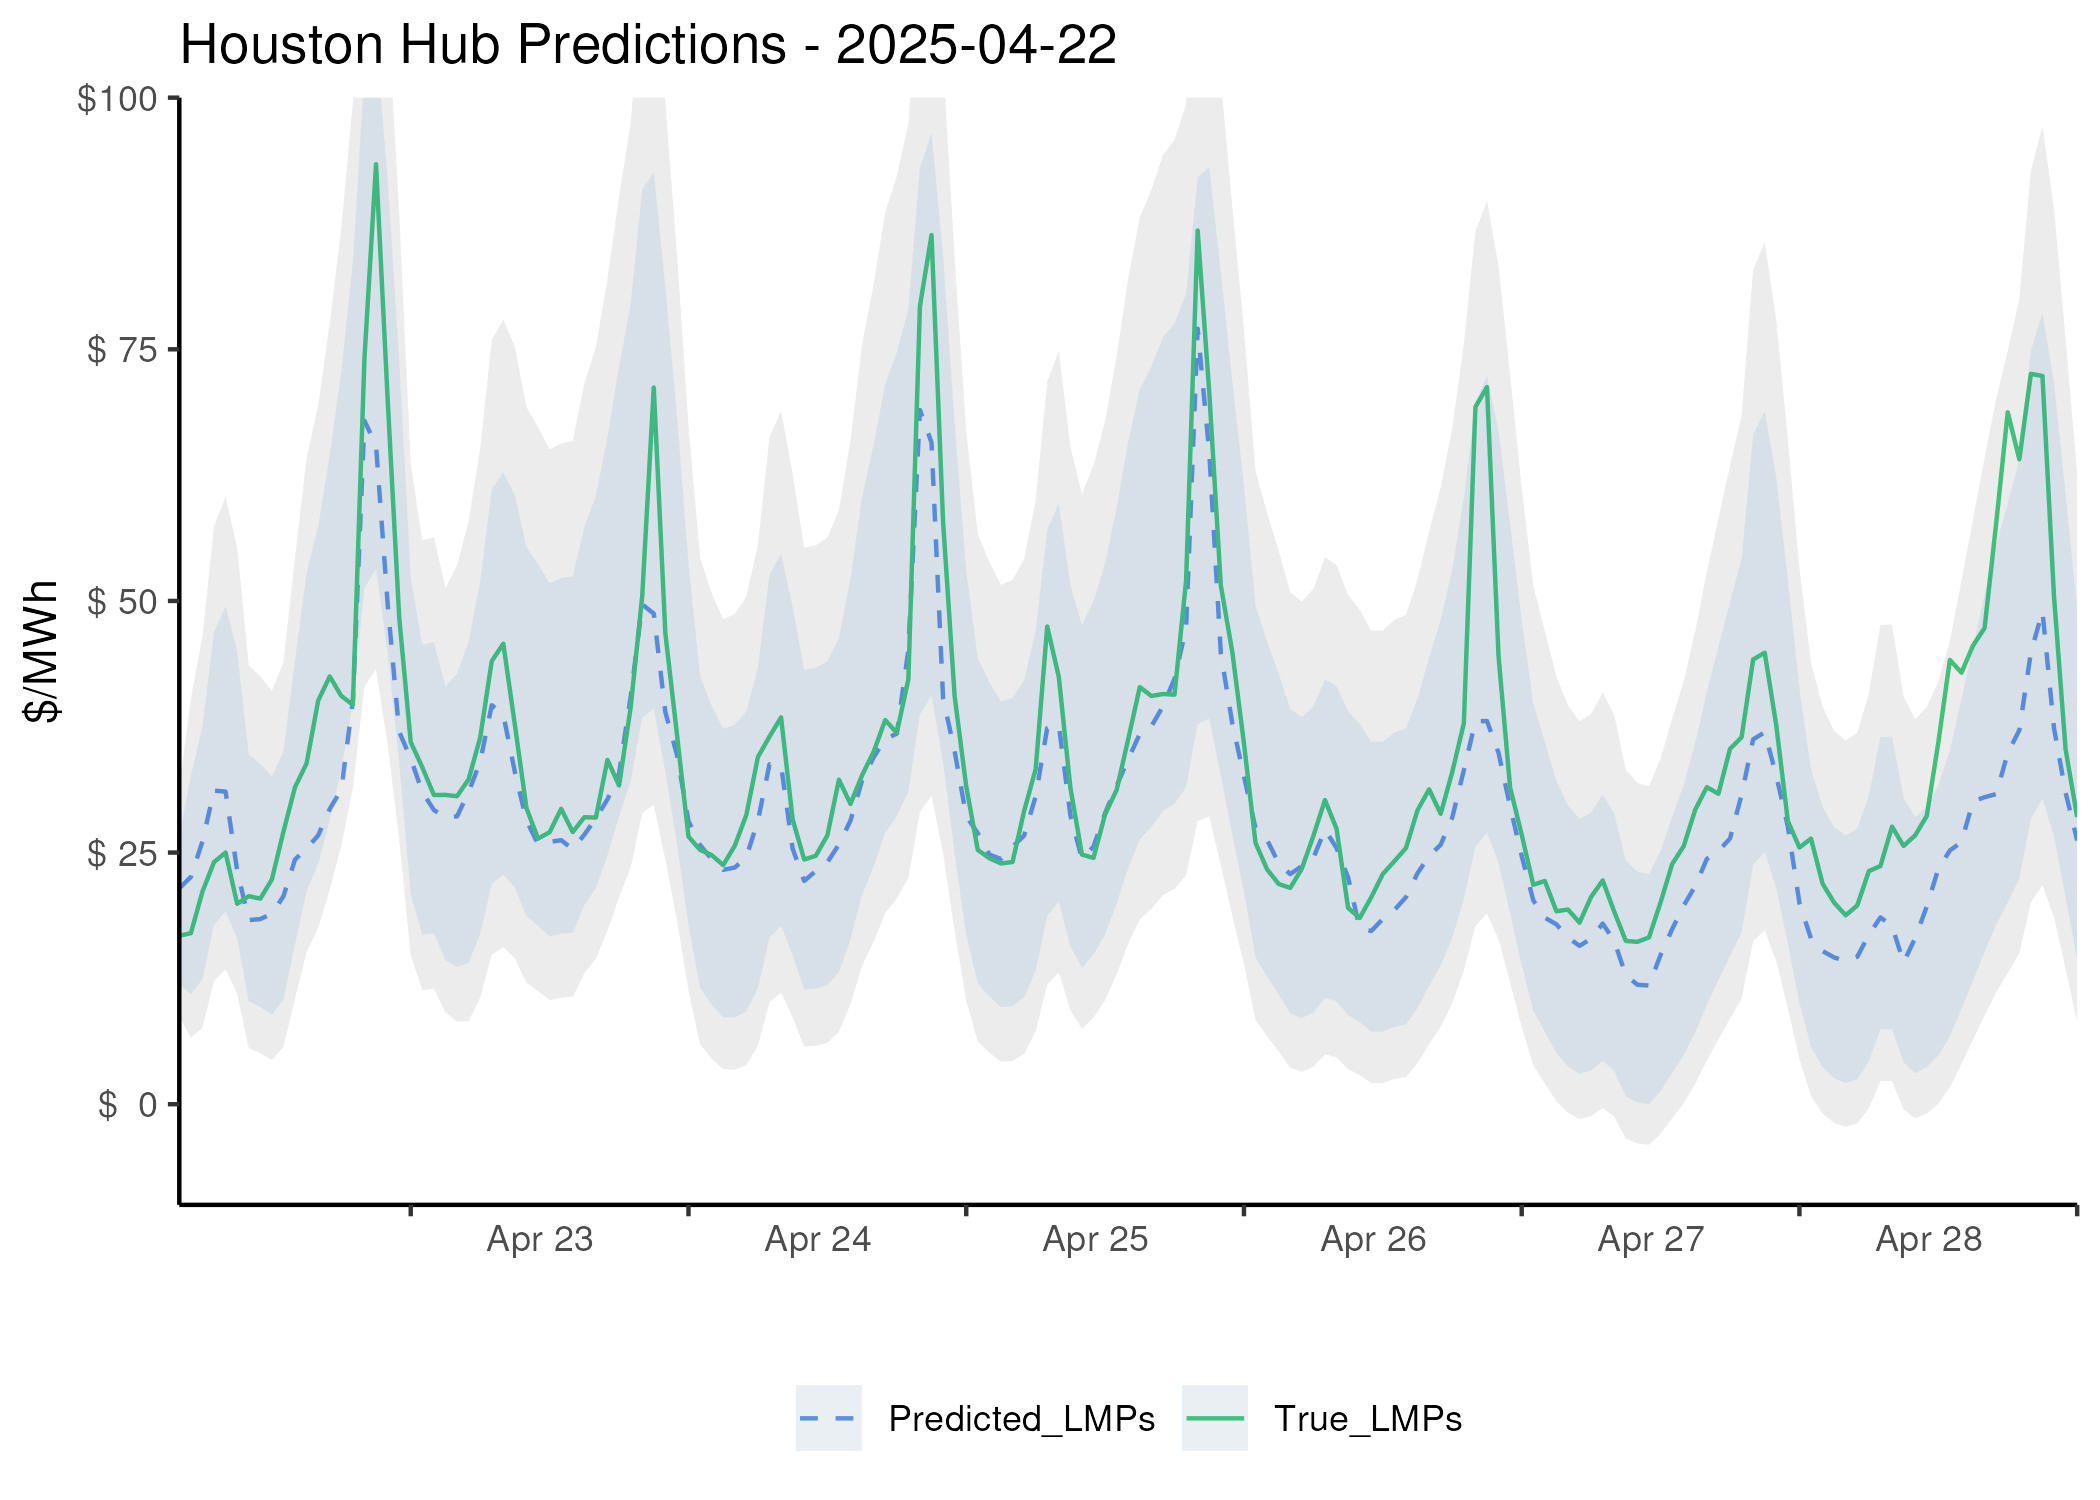 Houston Hub Predictions - 2025-04-22
$100
$ 75
$ 50
$ 25
$ 0
$/MWh
Apr 23 Apr 24 Apr 25 Apr 26 Apr 27 Apr 28
Predicted_LMPs True_LMPs